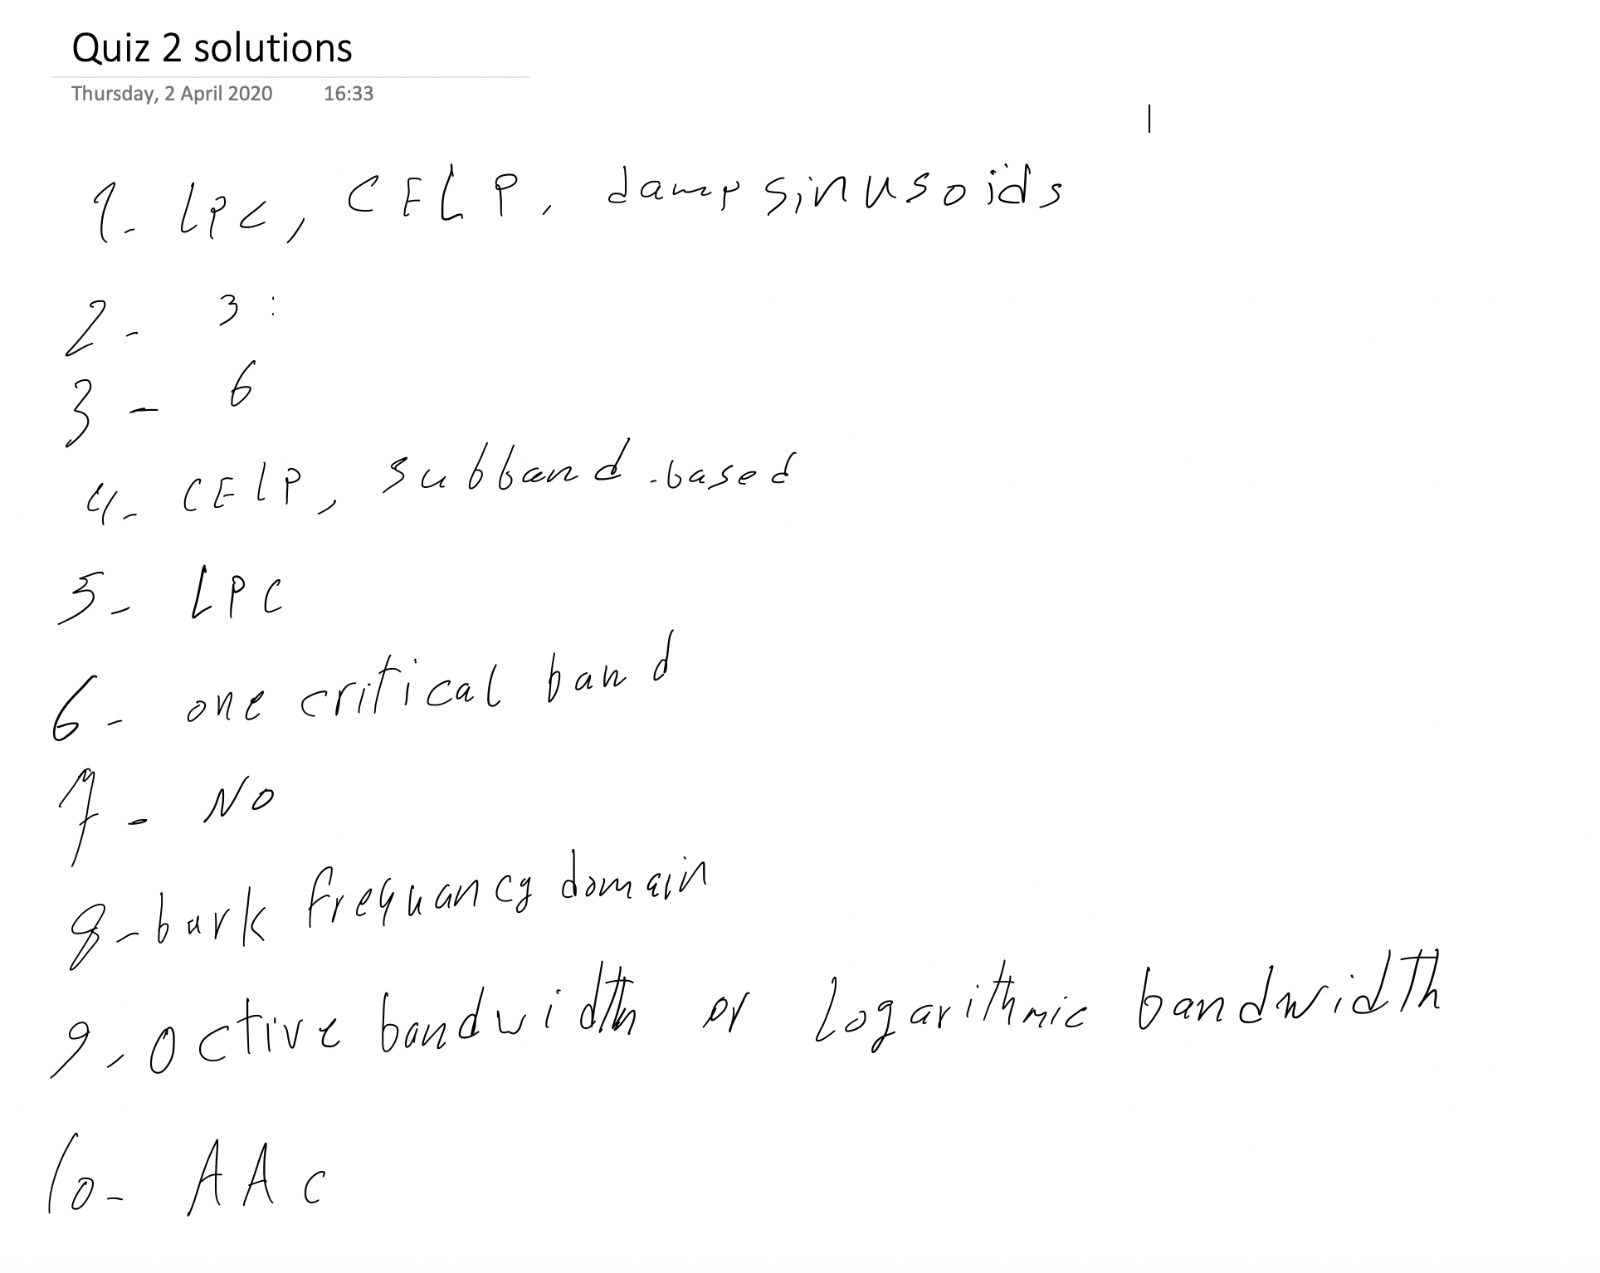 Quiz 2 solutions
Thursday, 2 April 2020 16:33
1- LPC, CELP, damp sinusoids
2- 3:
3- 6
4- CELP, subband-based
5- LPC
6- one critical band
7- NO
8- bark frequancy domain
9- octive bandwidth or logarithmic bandwidth
10- AAC